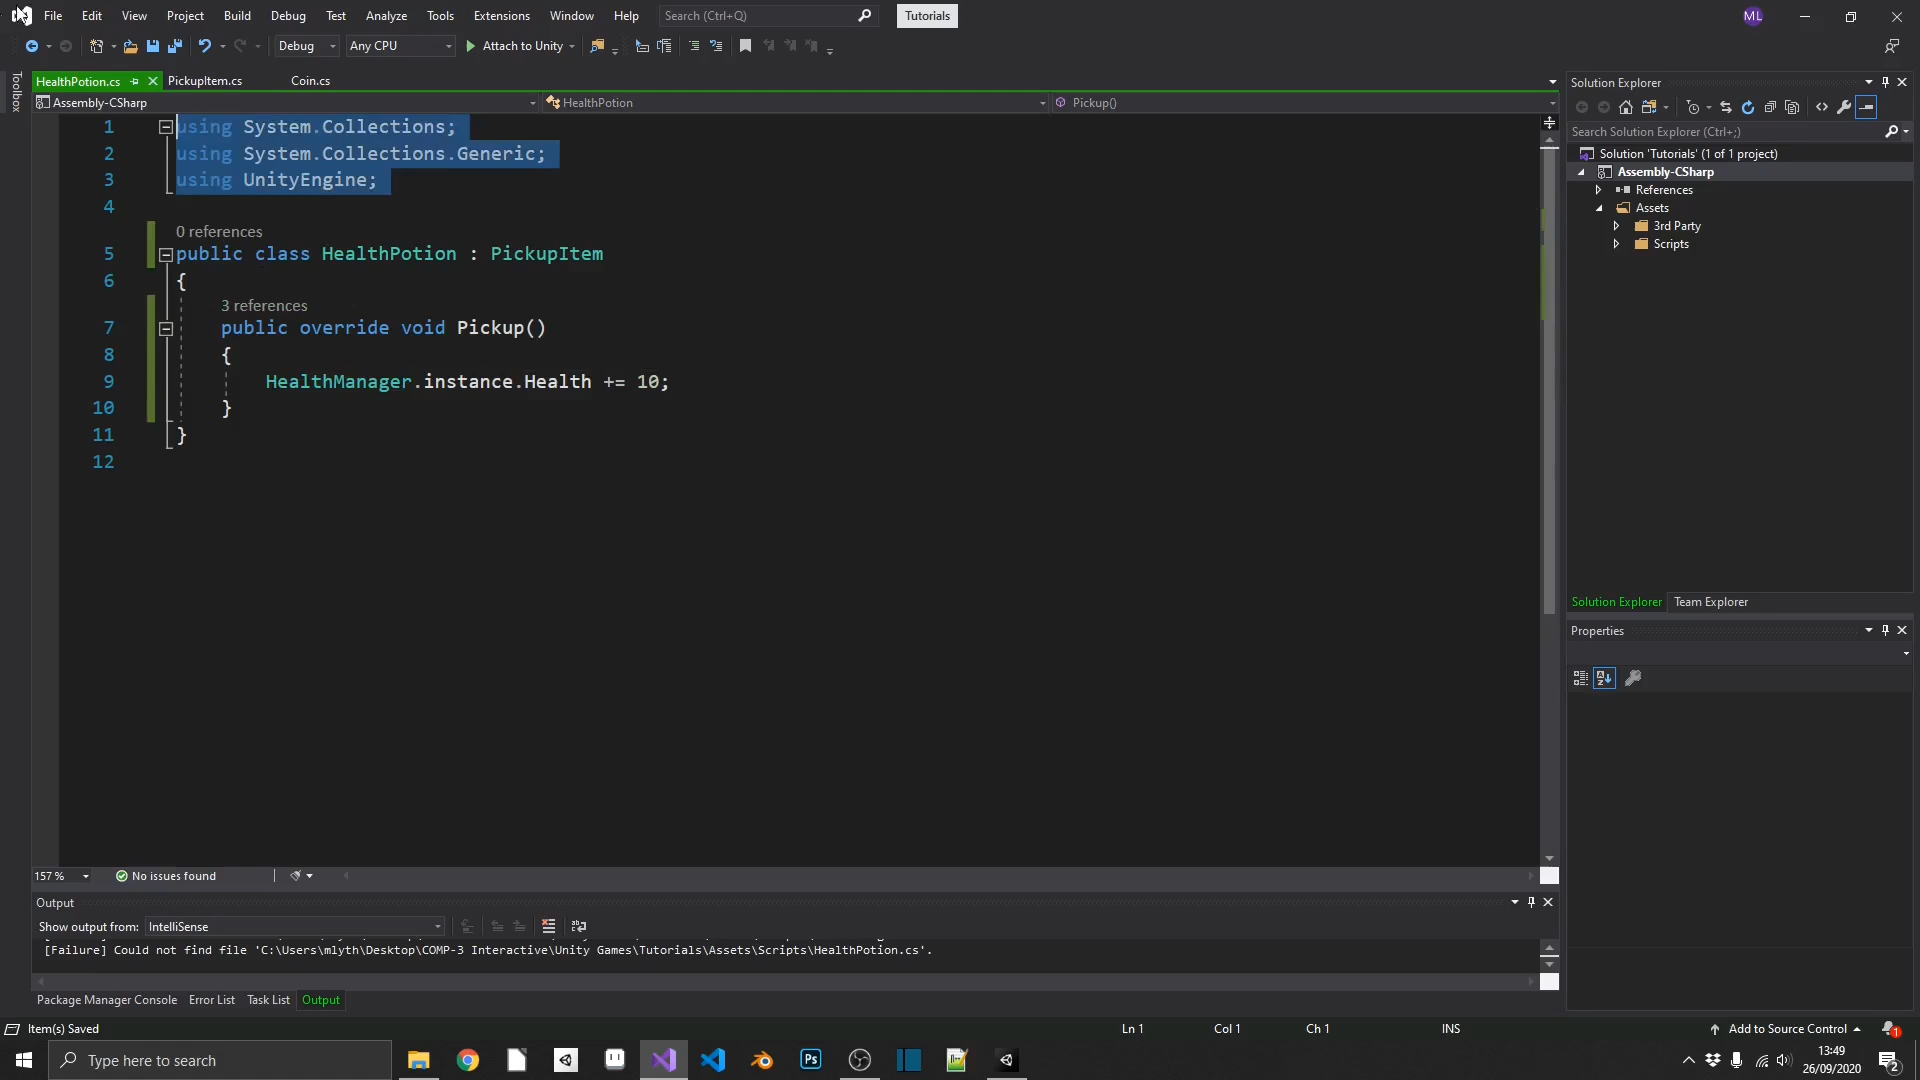 File Edit View Project Build Debug Test Analyze Tools Extensions Window Help Search (Ctrl+Q) Tutorials ML
Debug Any CPU Attach to Unity
Toolbox
HealthPotion.cs PickupItem.cs Coin.cs
Assembly-CSharp HealthPotion Pickup()
1 using System.Collections;
2 using System.Collections.Generic;
3 using UnityEngine;
4
0 references
5 public class HealthPotion : PickupItem
6 {
3 references
7 public override void Pickup()
8 {
9 HealthManager.instance.Health += 10;
10 }
11 }
12
157 % No issues found
Output
Show output from: IntelliSense
[Failure] Could not find file 'C:\Users\mlyth\Desktop\COMP-3 Interactive\Unity Games\Tutorials\Assets\Scripts\HealthPotion.cs'.
Package Manager Console Error List Task List Output
Solution Explorer
Search Solution Explorer (Ctrl+;)
Solution 'Tutorials' (1 of 1 project)
Assembly-CSharp
References
Assets
3rd Party
Scripts
Solution Explorer Team Explorer
Properties
Item(s) Saved Ln 1 Col 1 Ch 1 INS Add to Source Control 1
Type here to search Ps 13:49
26/09/2020 2